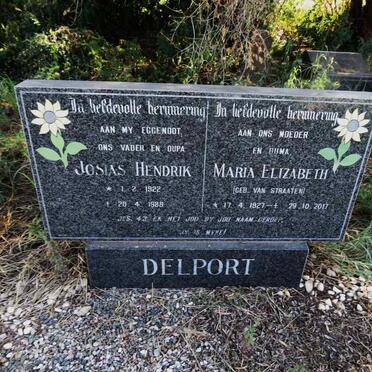 In liefdevolle herinnering
AAN MY EGGENOOT
ONS VADER EN OUPA
JOSIAS HENDRIK
* 1. 2. 1922
† 20. 4. 1989
In liefdevolle herinnering
AAN ONS MOEDER
EN OUMA
MARIA ELIZABETH
(GEB. VAN STRAATEN)
* 17. 4. 1927 – † 29. 10. 2017
JES. 43 EK HET JOU BY JOU NAAM GEROEP,
JY IS MYNE!
DELPORT